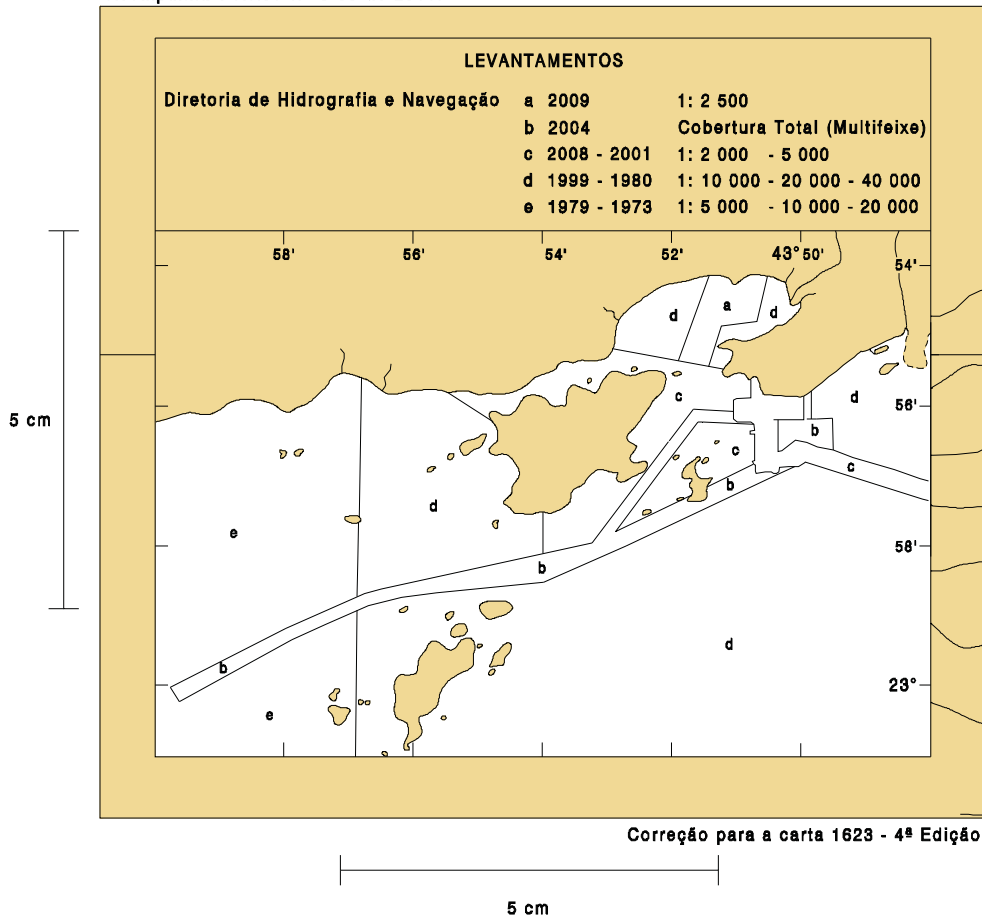 LEVANTAMENTOS
Diretoria de Hidrografia e Navegação a 2009 1: 2 500
b 2004 Cobertura Total (Multifeixe)
c 2008 - 2001 1: 2 000 - 5 000
d 1999 - 1980 1: 10 000 - 20 000 - 40 000
e 1979 - 1973 1: 5 000 - 10 000 - 20 000
58' 56' 54' 52' 43° 50' 54'
d a d
c d
56'
5 cm
b
c c
b
d
e
58'
b
d
b
23°
e
Correção para a carta 1623 - 4ª Edição
5 cm